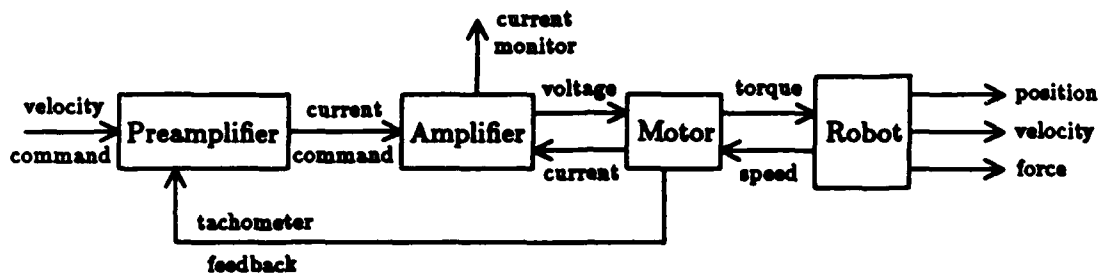 current
monitor
velocity
command
Preamplifier
current
command
Amplifier
voltage
current
Motor
torque
speed
Robot
position
velocity
force
tachometer
feedback